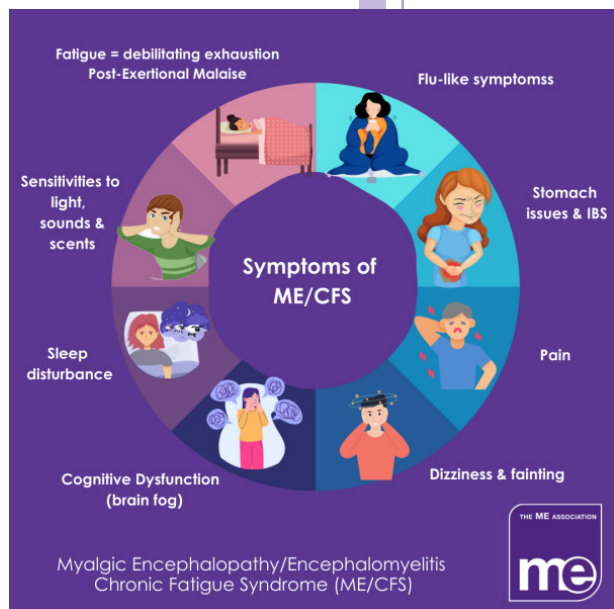 Fatigue = debilitating exhaustion
Post-Exertional Malaise
Flu-like symptomss
Sensitivities to
light,
sounds &
scents
Stomach
issues & IBS
Symptoms of
ME/CFS
Sleep
disturbance
Pain
Cognitive Dysfunction
(brain fog)
Dizziness & fainting
THE ME ASSOCIATION
me
Myalgic Encephalopathy/Encephalomyelitis
Chronic Fatigue Syndrome (ME/CFS)